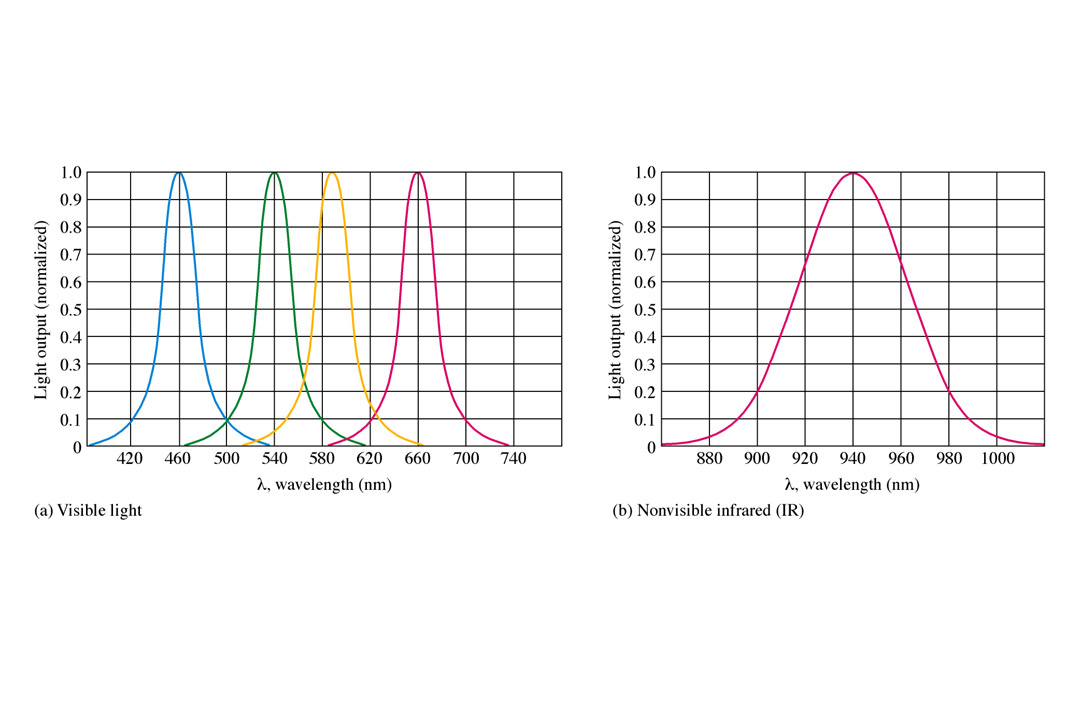 Light output (normalized)
1.0
0.9
0.8
0.7
0.6
0.5
0.4
0.3
0.2
0.1
0
420 460 500 540 580 620 660 700 740
λ, wavelength (nm)
(a) Visible light
Light output (normalized)
1.0
0.9
0.8
0.7
0.6
0.5
0.4
0.3
0.2
0.1
0
880 900 920 940 960 980 1000
λ, wavelength (nm)
(b) Nonvisible infrared (IR)